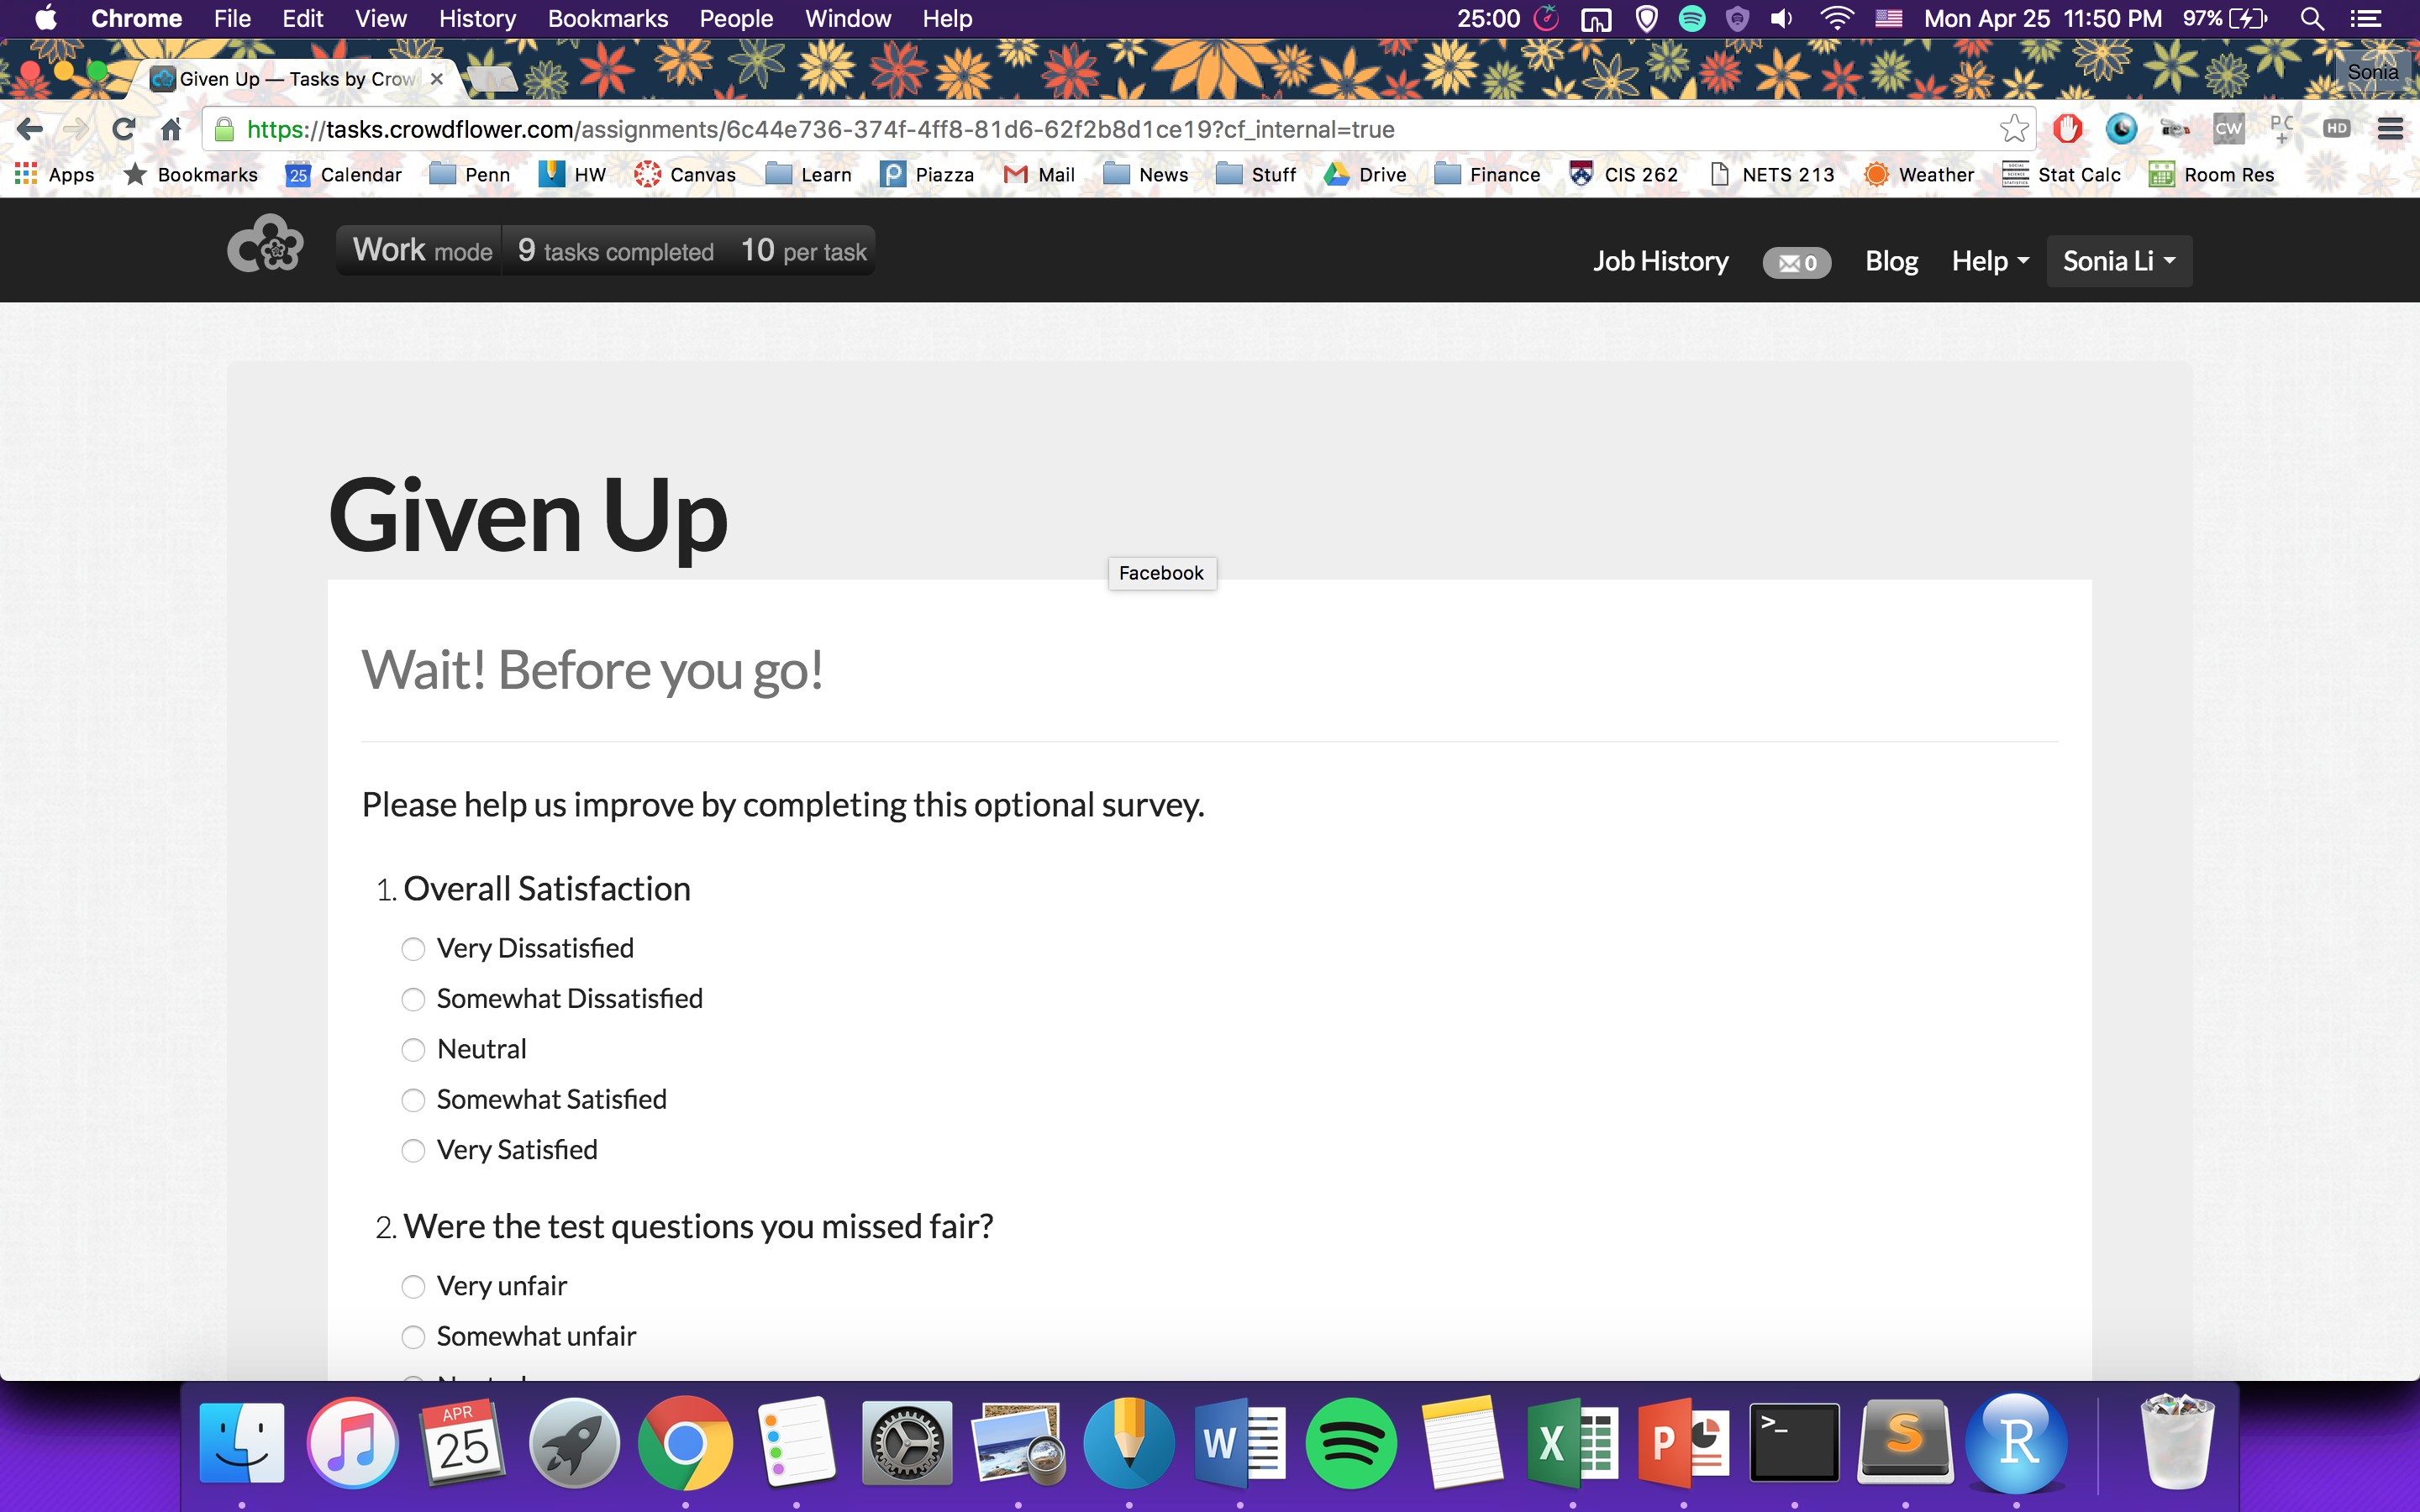 Chrome File Edit View History Bookmarks People Window Help 25:00 Mon Apr 25 11:50 PM 97%
Given Up — Tasks by Crow Sonia
https://tasks.crowdflower.com/assignments/6c44e736-374f-4ff8-81d6-62f2b8d1ce19?cf_internal=true CW PC + HD
Apps Bookmarks 25 Calendar Penn HW Canvas Learn Piazza Mail News Stuff Drive Finance CIS 262 NETS 213 Weather Stat Calc Room Res
Work mode 9 tasks completed 10 per task Job History 0 Blog Help Sonia Li
Given Up
Facebook
Wait! Before you go!
Please help us improve by completing this optional survey.
1. Overall Satisfaction
Very Dissatisfied
Somewhat Dissatisfied
Neutral
Somewhat Satisfied
Very Satisfied
2. Were the test questions you missed fair?
Very unfair
Somewhat unfair
APR
25 W X P >_ S R